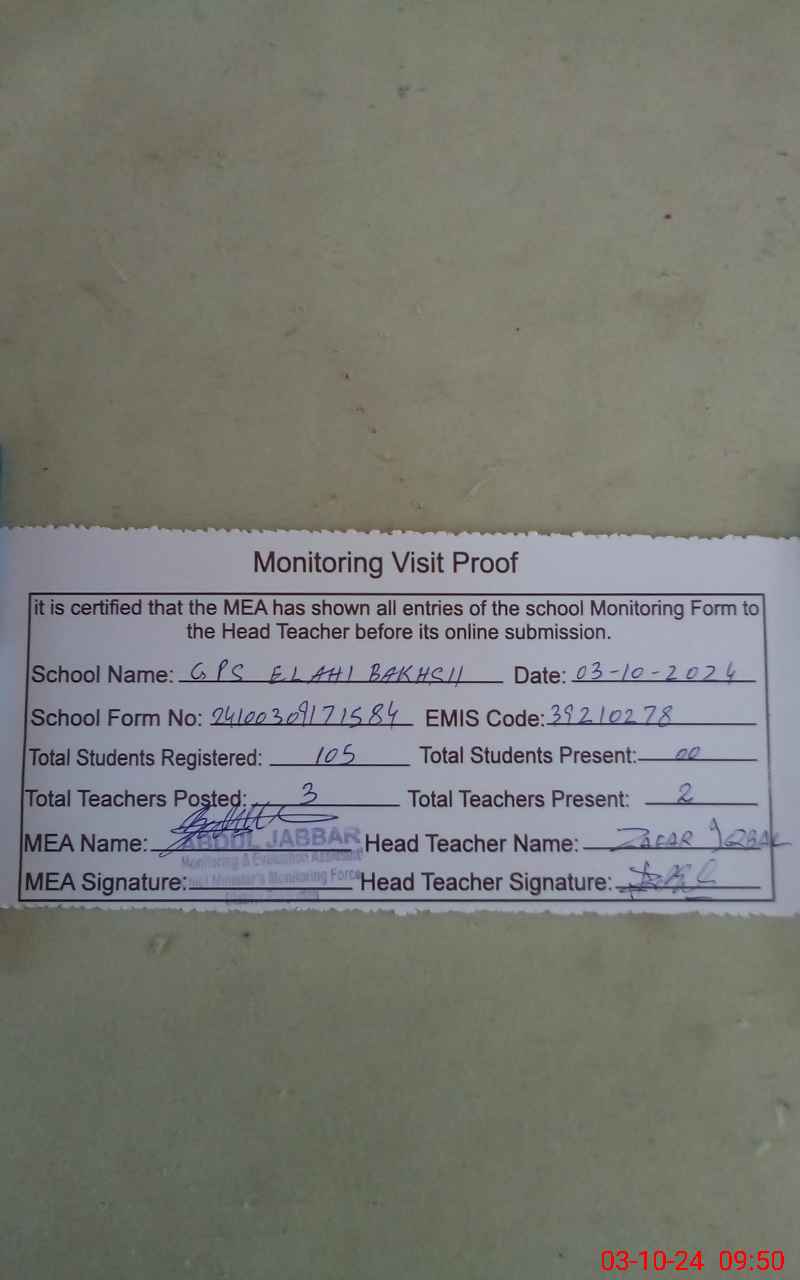 Monitoring Visit Proof
it is certified that the MEA has shown all entries of the school Monitoring Form to
the Head Teacher before its online submission.
School Name: GPS ELAHI BAKHSH Date: 03-10-2024
School Form No: 24100309171584 EMIS Code: 39210278
Total Students Registered: 105 Total Students Present: 00
Total Teachers Posted: 3 Total Teachers Present: 2
MEA Name: ABDUL JABBAR Head Teacher Name: Zafar Iqbal
Monitoring & Evaluation Assistant
MEA Signature: Minister's Monitoring Force Head Teacher Signature:
03-10-24 09:50